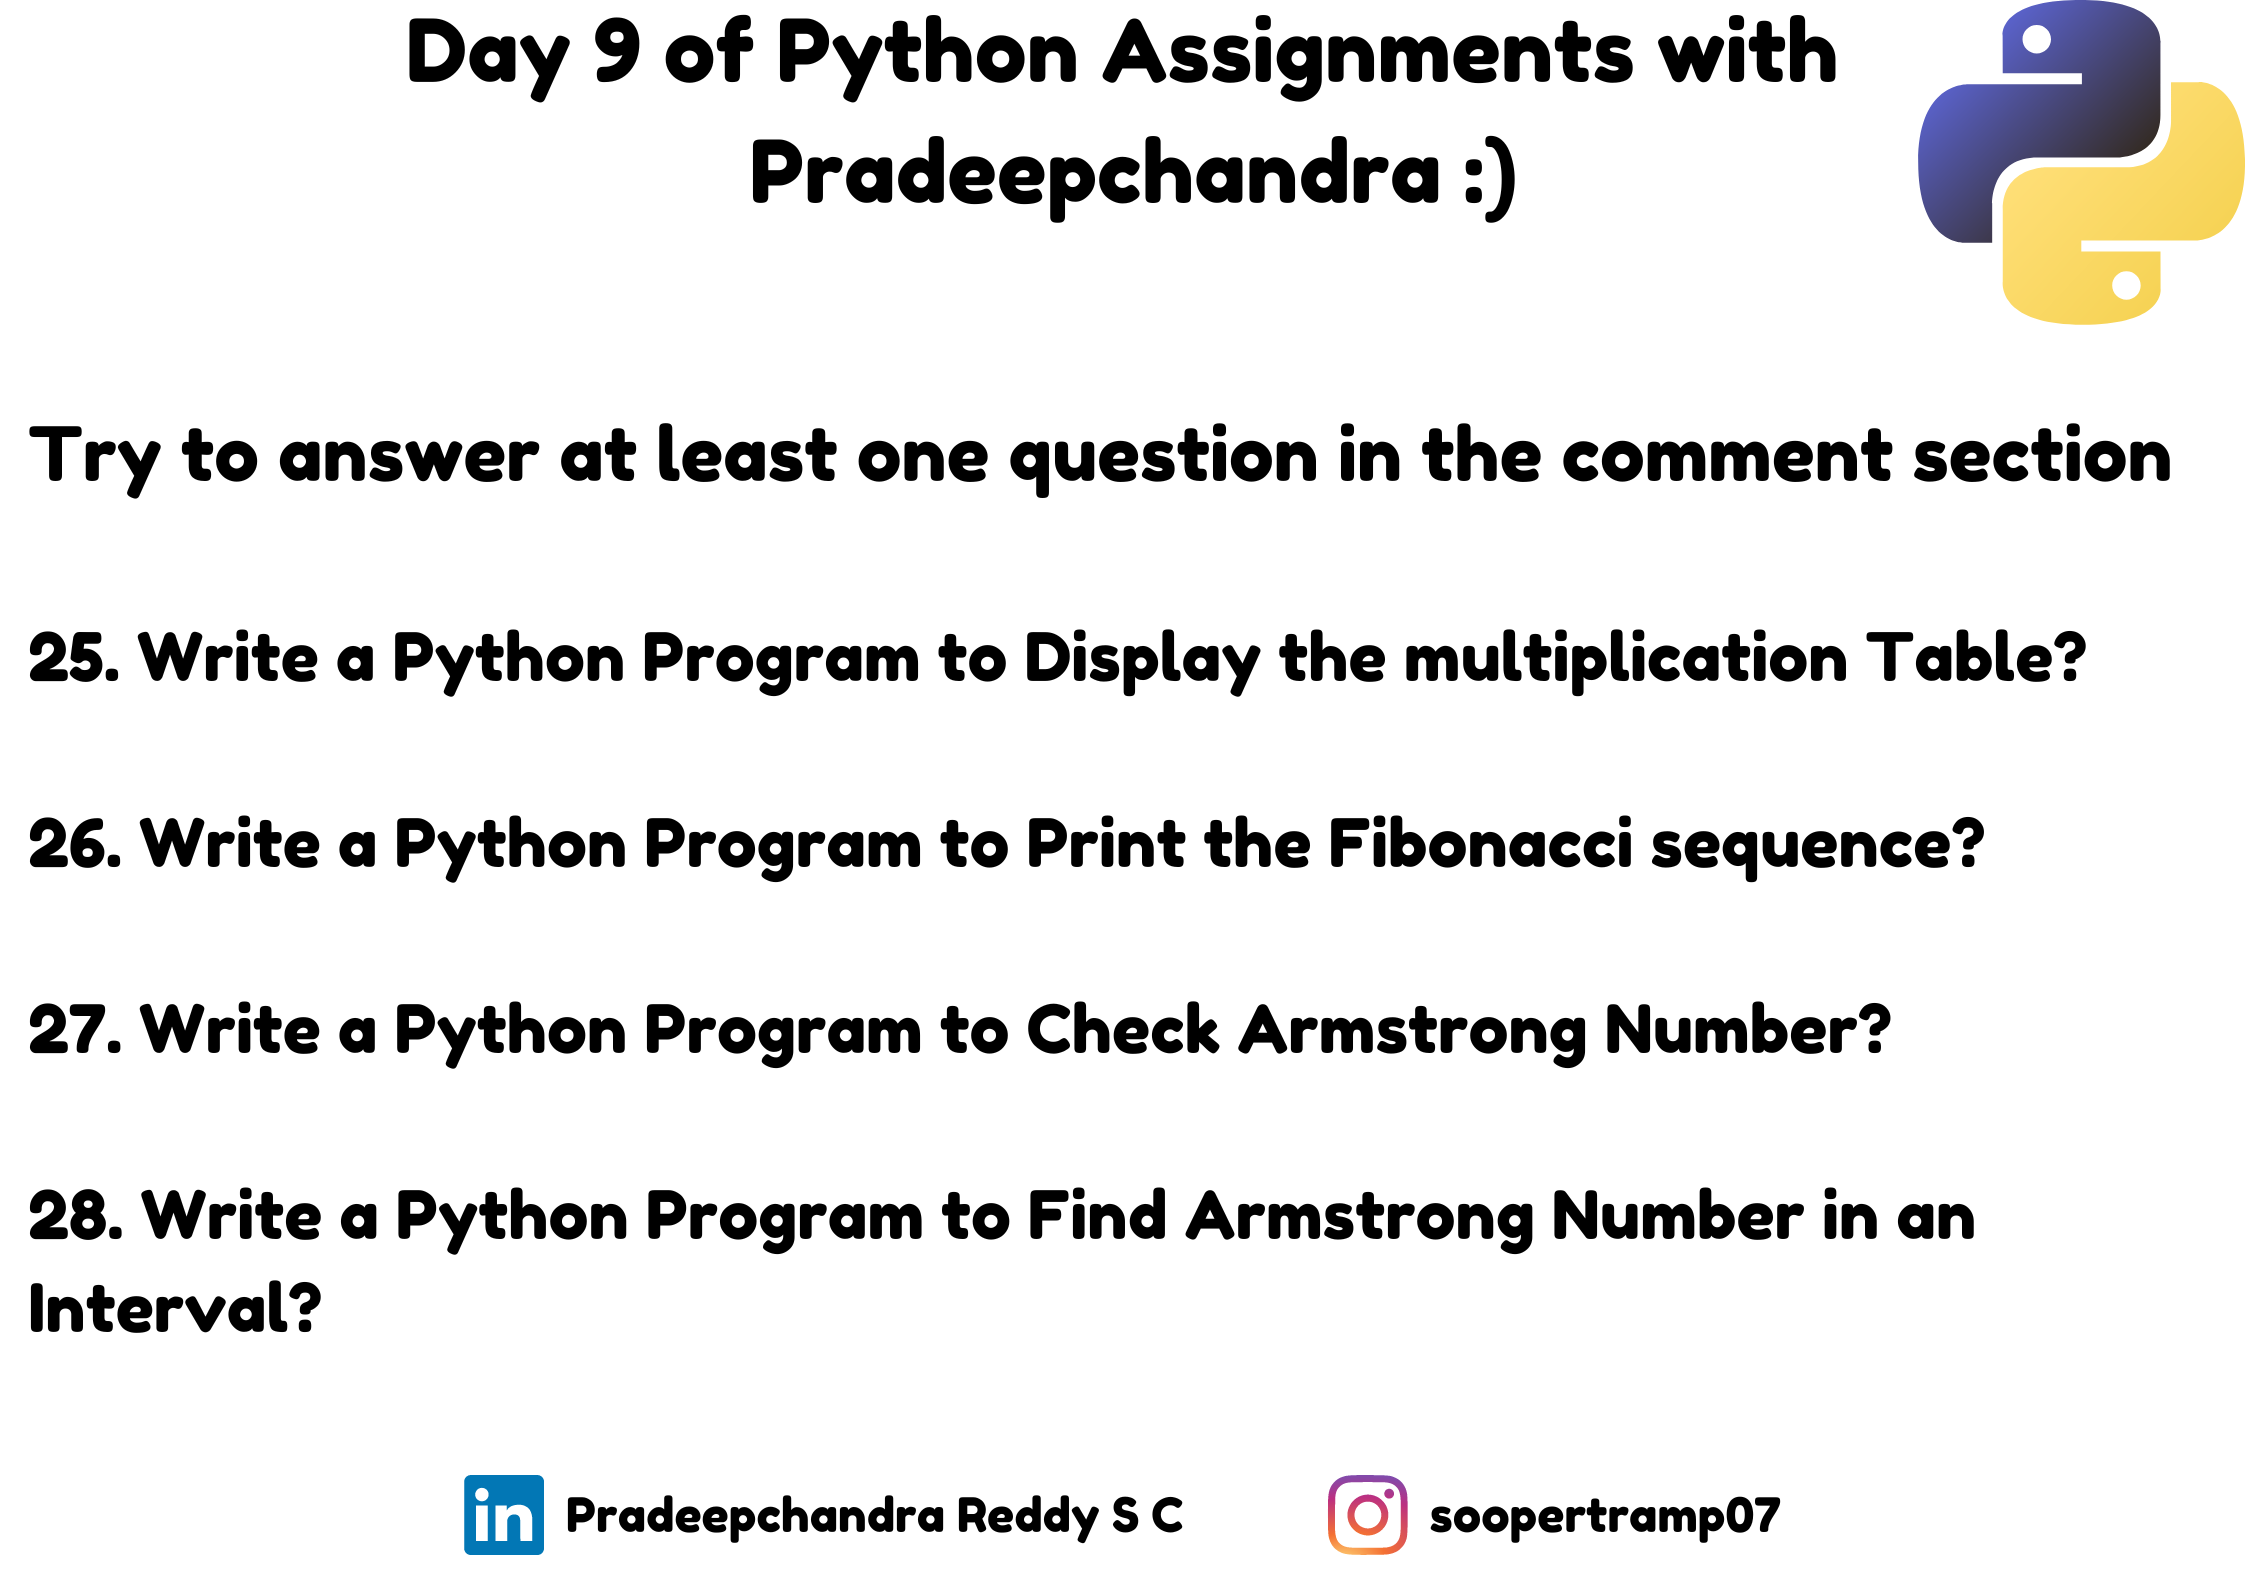 Day 9 of Python Assignments with
Pradeepchandra :)
Try to answer at least one question in the comment section
25. Write a Python Program to Display the multiplication Table?
26. Write a Python Program to Print the Fibonacci sequence?
27. Write a Python Program to Check Armstrong Number?
28. Write a Python Program to Find Armstrong Number in an
Interval?
in Pradeepchandra Reddy S C
soopertramp07